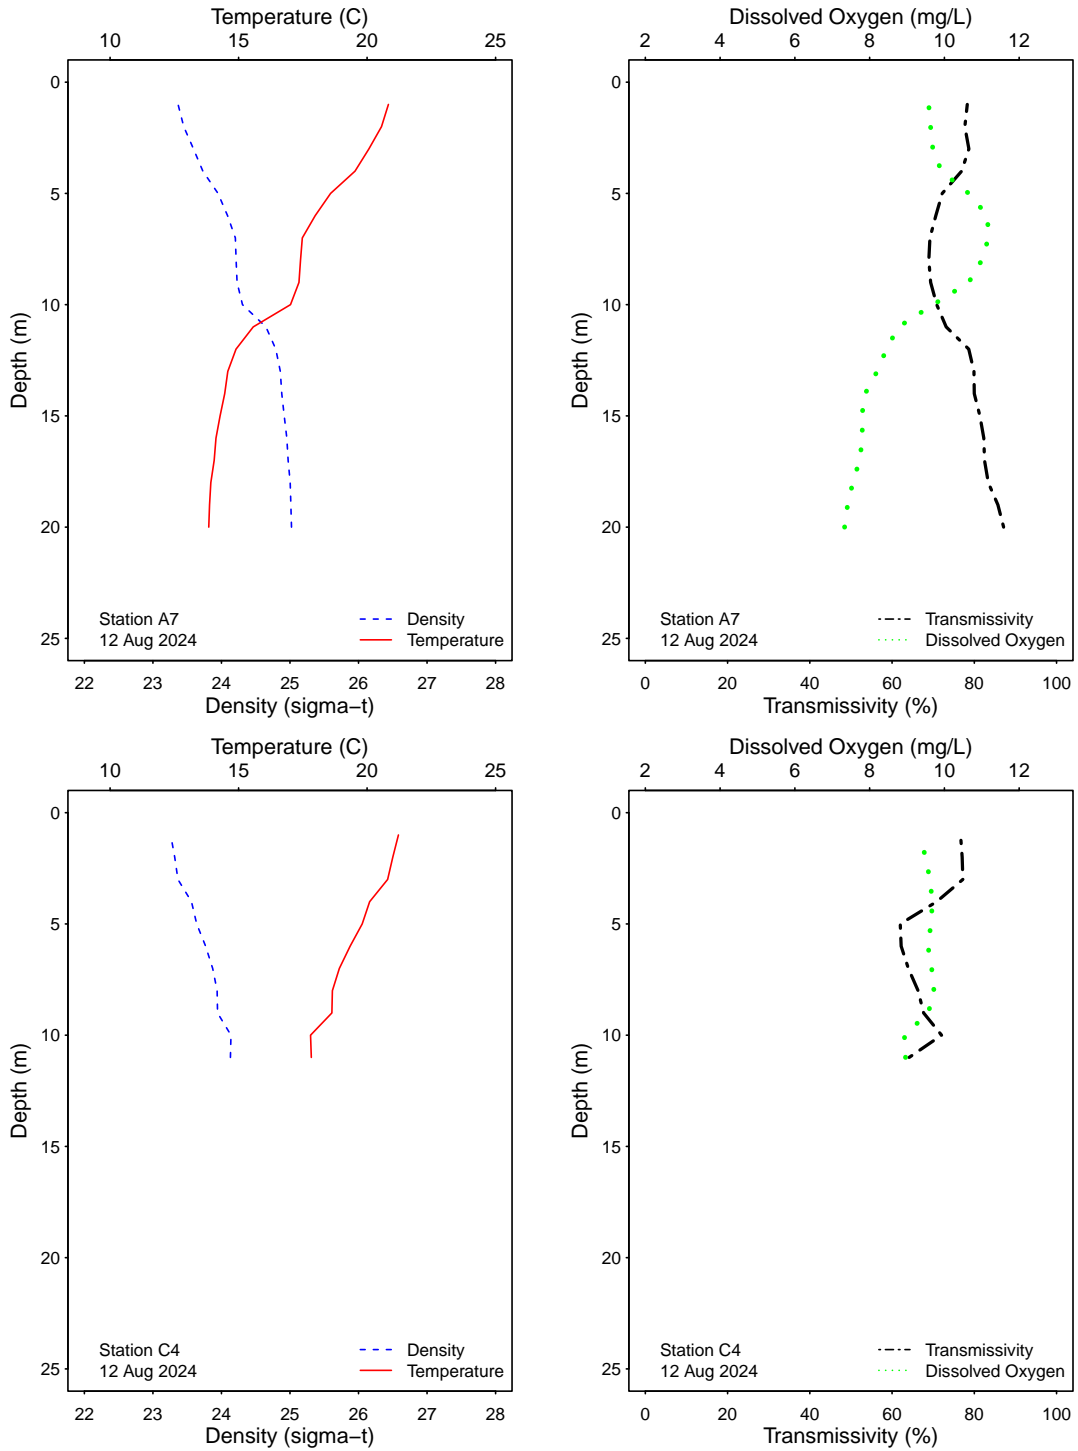 Temperature (C)
10 15 20 25
0
5
10
15
20
25
Depth (m)
Station A7
12 Aug 2024
Density
Temperature
22 23 24 25 26 27 28
Density (sigma−t)
Dissolved Oxygen (mg/L)
2 4 6 8 10 12
0
5
10
15
20
25
Depth (m)
Station A7
12 Aug 2024
Transmissivity
Dissolved Oxygen
0 20 40 60 80 100
Transmissivity (%)
Temperature (C)
10 15 20 25
0
5
10
15
20
25
Depth (m)
Station C4
12 Aug 2024
Density
Temperature
22 23 24 25 26 27 28
Density (sigma−t)
Dissolved Oxygen (mg/L)
2 4 6 8 10 12
0
5
10
15
20
25
Depth (m)
Station C4
12 Aug 2024
Transmissivity
Dissolved Oxygen
0 20 40 60 80 100
Transmissivity (%)